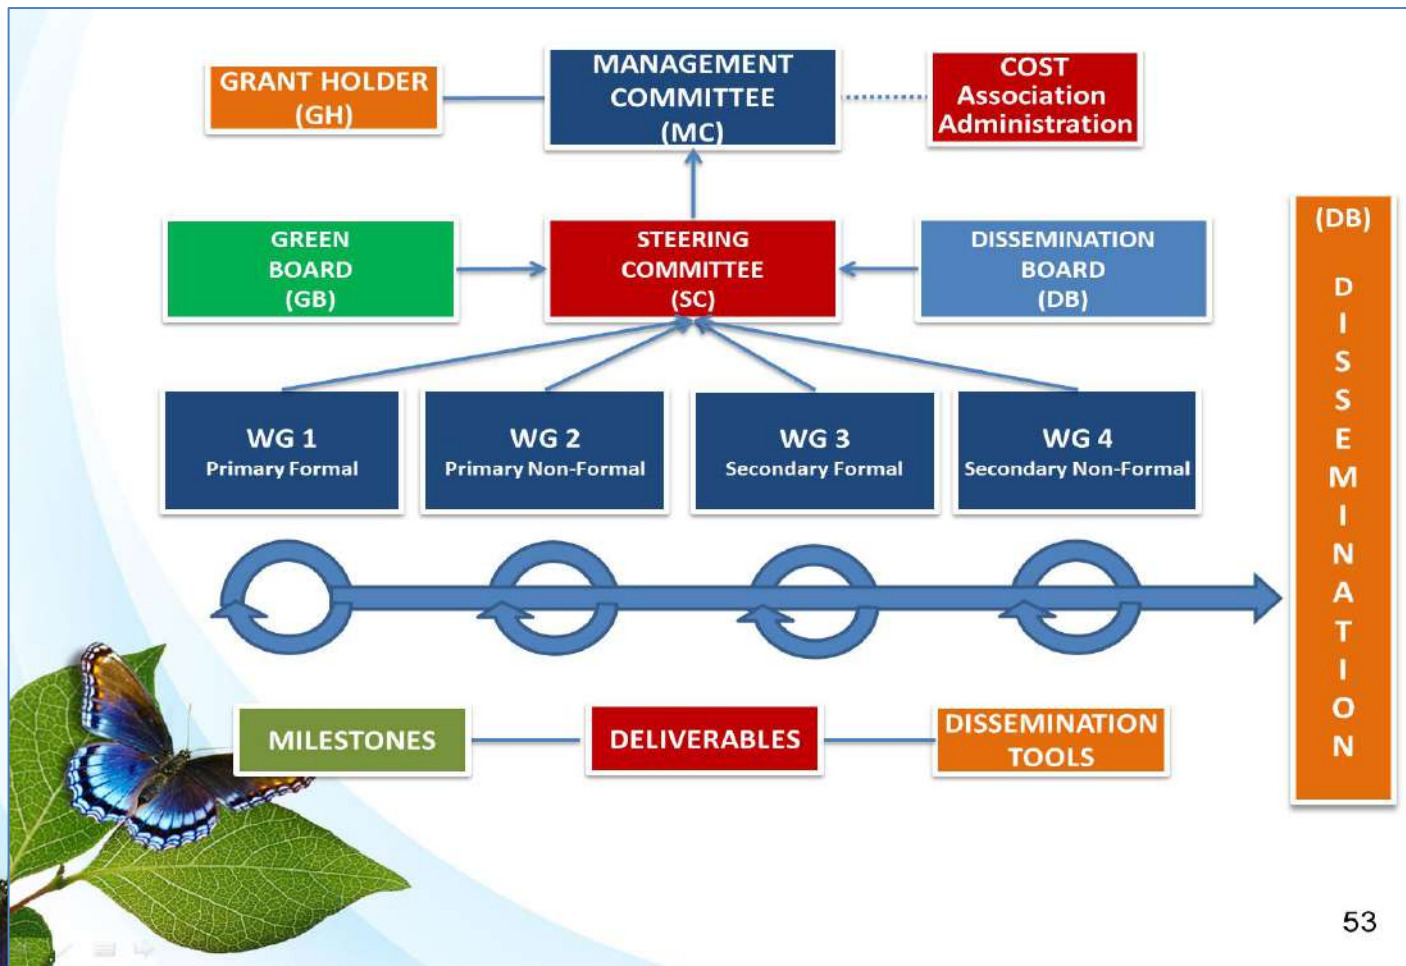 GRANT HOLDER
(GH)
MANAGEMENT
COMMITTEE
(MC)
COST
Association
Administration
GREEN
BOARD
(GB)
STEERING
COMMITTEE
(SC)
DISSEMINATION
BOARD
(DB)
WG 1
Primary Formal
WG 2
Primary Non-Formal
WG 3
Secondary Formal
WG 4
Secondary Non-Formal
MILESTONES
DELIVERABLES
DISSEMINATION
TOOLS
(DB)
D
I
S
S
E
M
I
N
A
T
I
O
N
53